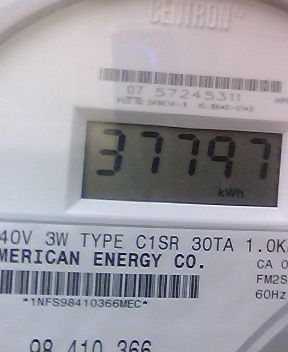 CENTRON
07 57245311
37797
kWh
40V 3W TYPE C1SR 30TA 1.0K
MERICAN ENERGY CO.
CA 0
FM2S
60Hz
*1NFS98410366MEC*
98 410 366